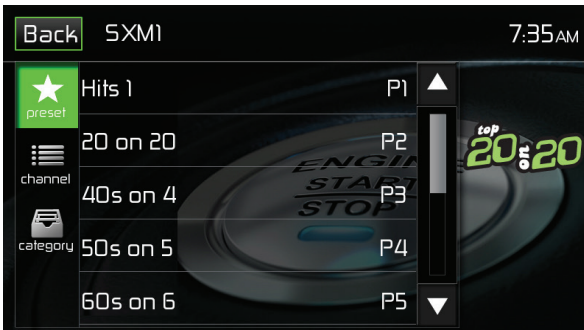 Back SXM1 7:35AM
preset
Hits 1 P1
20 on 20 P2
top
20 on 20
channel
40s on 4 P3
category
50s on 5 P4
60s on 6 P5
ENGINE
START
STOP